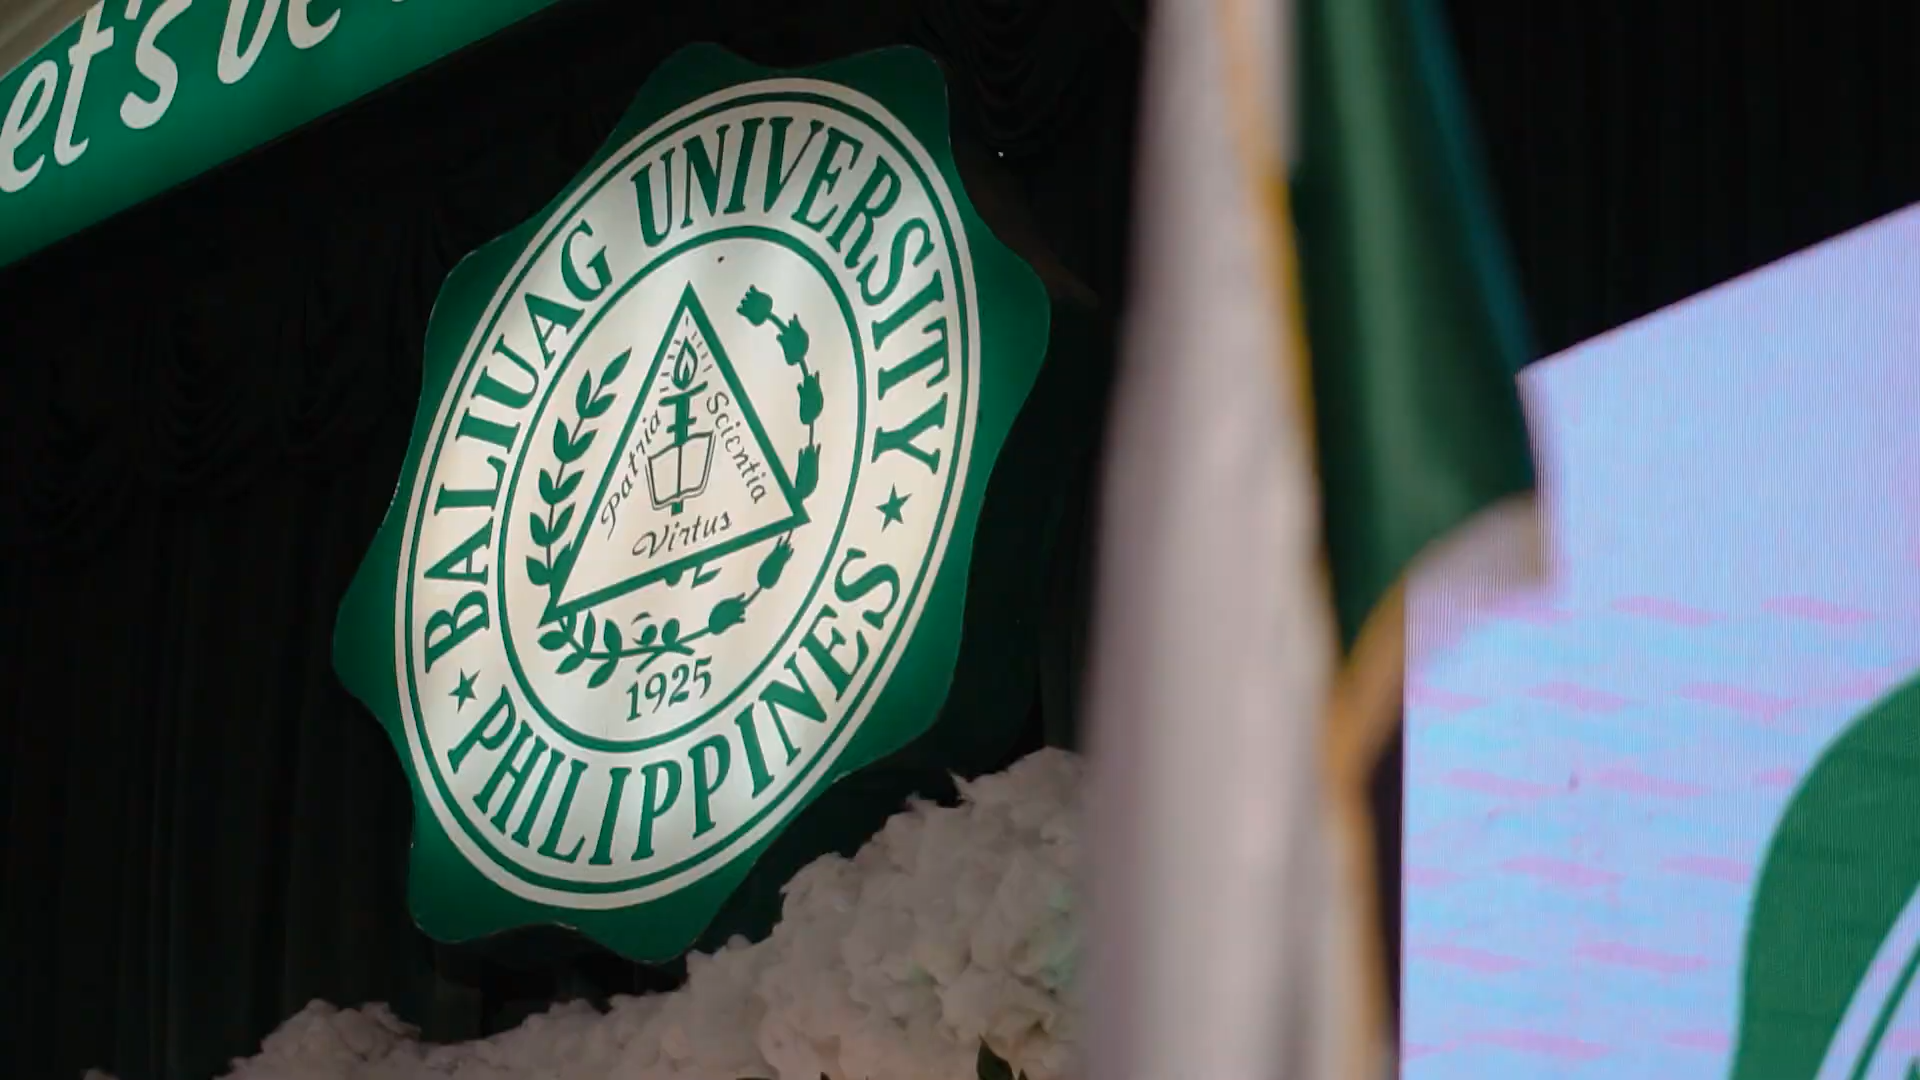 et's be
BALIUAG UNIVERSITY
Patria
Scientia
Virtus
1925
★ PHILIPPINES ★